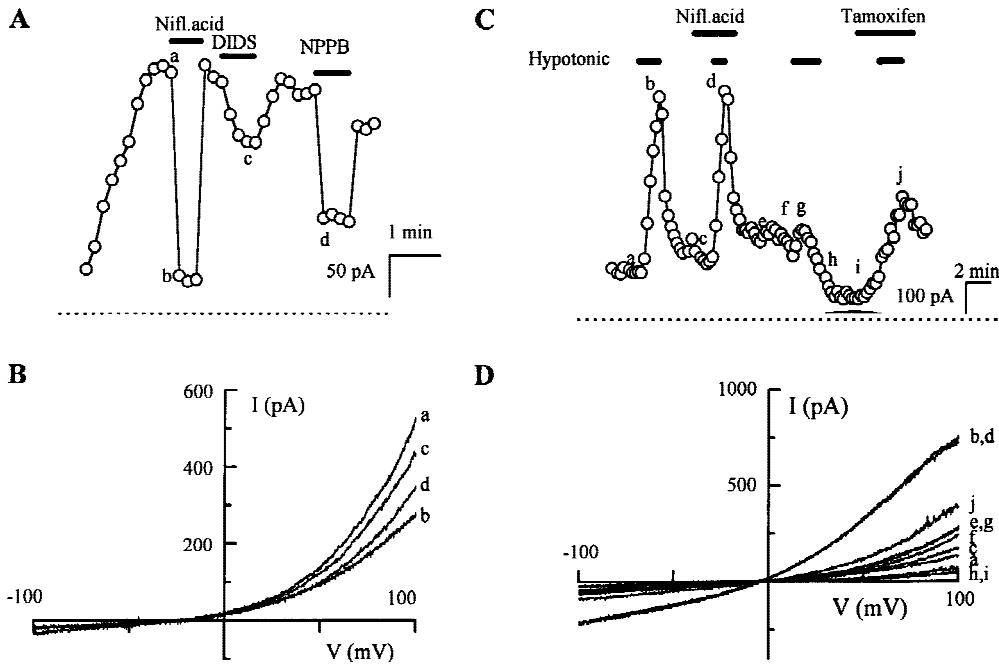 A
Nifl.acid
DIDS
NPPB
a
b
c
d
1 min
50 pA
C
Nifl.acid
Tamoxifen
Hypotonic
a
b
c
d
e
f
g
h
i
j
2 min
100 pA
B
600
I (pA)
400
200
-100
100
V (mV)
a
c
d
b
D
1000
I (pA)
500
-100
100
V (mV)
b,d
j
e,g
f
c
a
h,i